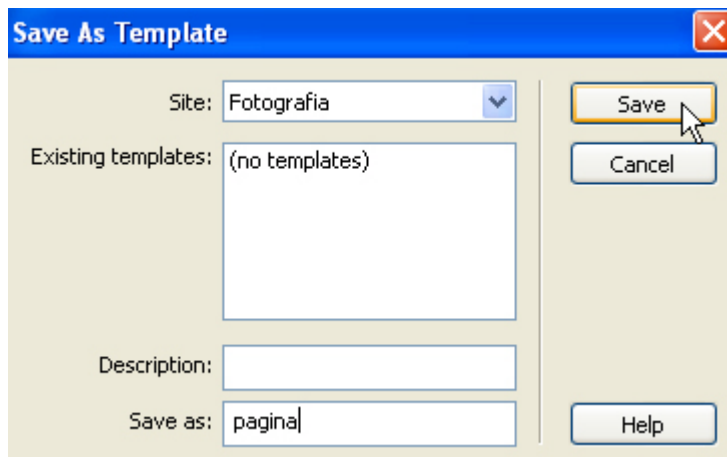 Save As Template
Site: Fotografia
Save
Existing templates: (no templates)
Cancel
Description:
Save as: pagina
Help